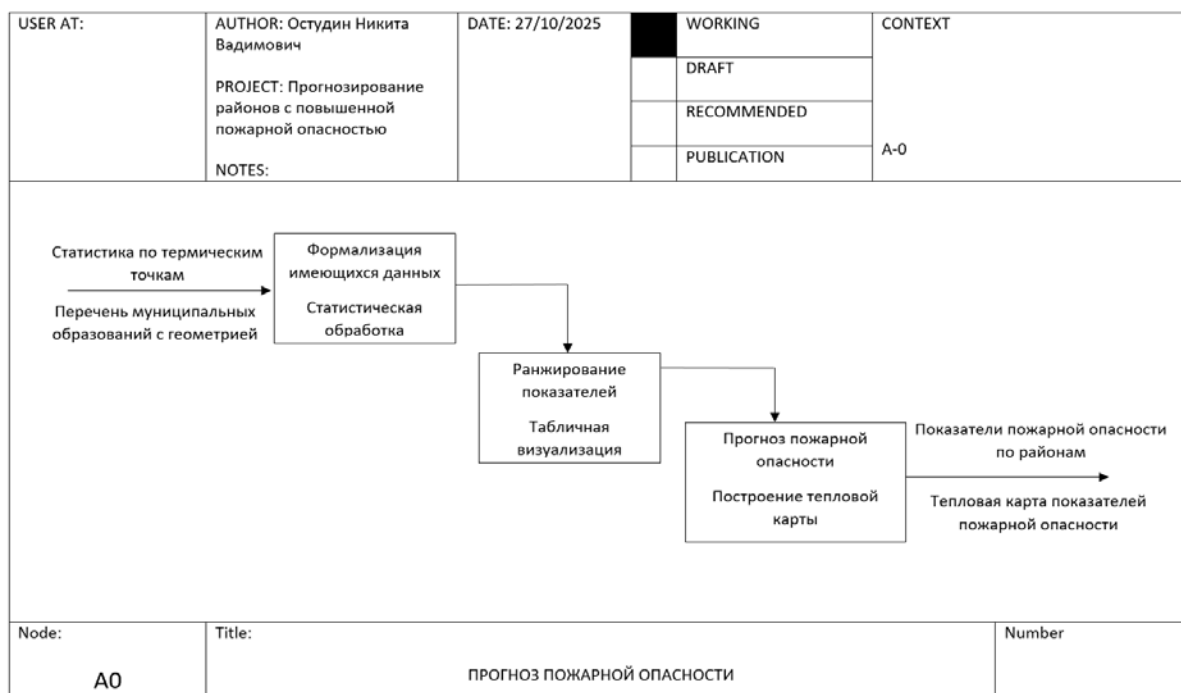 USER AT:
AUTHOR: Остудин Никита
Вадимович
PROJECT: Прогнозирование
районов с повышенной
пожарной опасностью
NOTES:
DATE: 27/10/2025
WORKING
DRAFT
RECOMMENDED
PUBLICATION
CONTEXT
A-0
Статистика по термическим
точкам
Перечень муниципальных
образований с геометрией
Формализация
имеющихся данных
Статистическая
обработка
Ранжирование
показателей
Табличная
визуализация
Прогноз пожарной
опасности
Построение тепловой
карты
Показатели пожарной опасности
по районам
Тепловая карта показателей
пожарной опасности
Node:
A0
Title:
ПРОГНОЗ ПОЖАРНОЙ ОПАСНОСТИ
Number